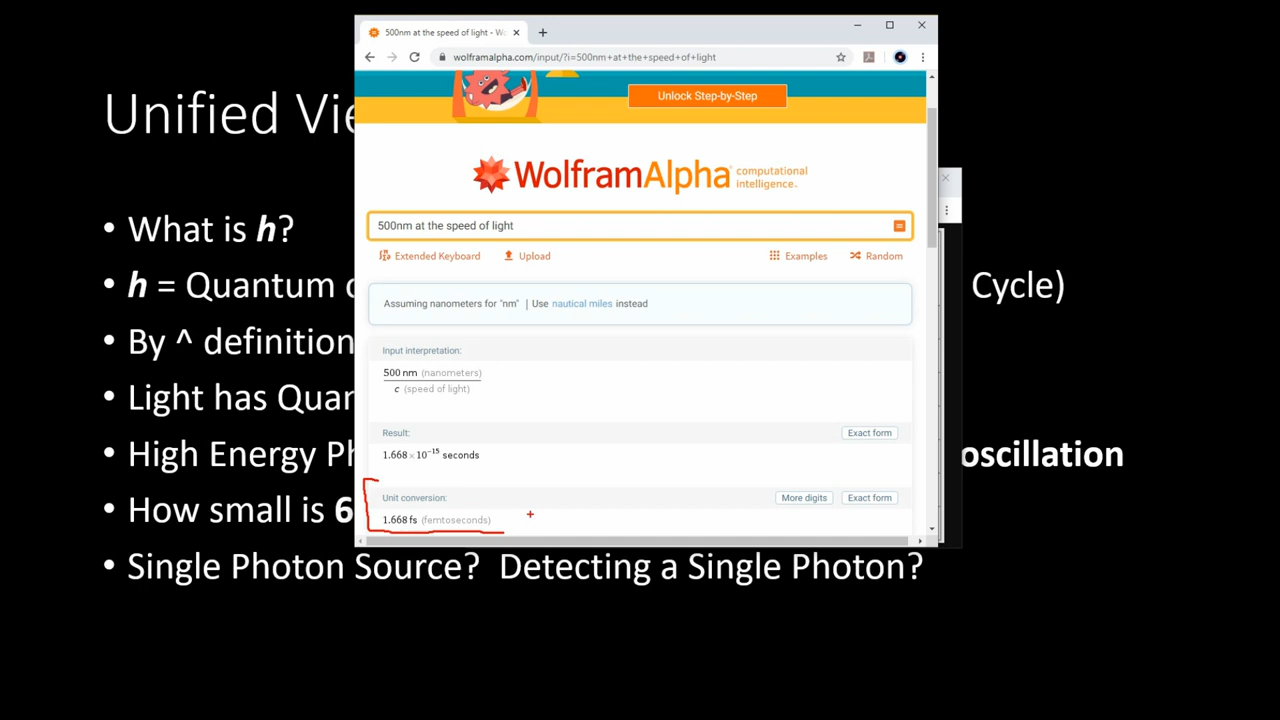 500nm at the speed of light - Wo
wolframalpha.com/input/?i=500nm+at+the+speed+of+light
Unlock Step-by-Step
WolframAlpha computational intelligence.
500nm at the speed of light
Extended Keyboard Upload Examples Random
Assuming nanometers for "nm" | Use nautical miles instead
Input interpretation:
500 nm (nanometers)
c (speed of light)
Result: Exact form
1.668×10⁻¹⁵ seconds
Unit conversion: More digits Exact form
1.668 fs (femtoseconds)
Unified Vie
• What is h?
• h = Quantum Cycle)
• By ^ definition
• Light has Quan
• High Energy Ph oscillation
• How small is 6
• Single Photon Source? Detecting a Single Photon?